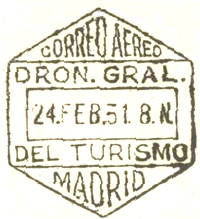 CORREO AEREO
DRON. GRAL.
24.FEB.51.8.N.
DEL TURISMO
MADRID